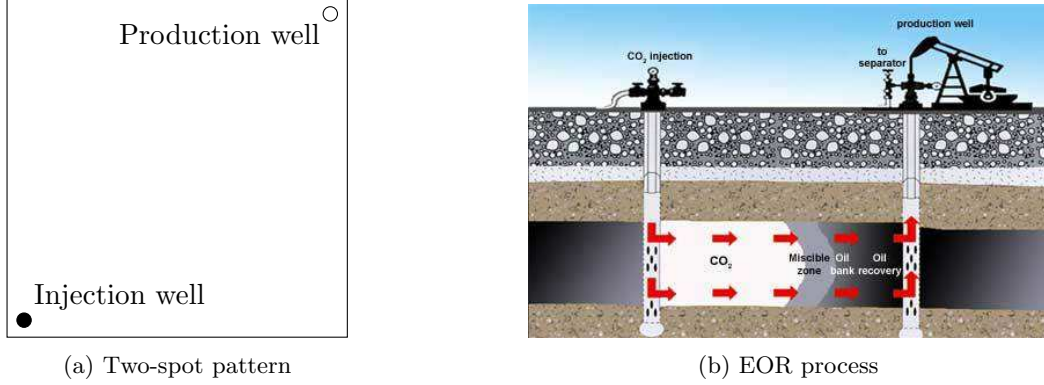 Production well
Injection well
(a) Two-spot pattern
production well
CO₂ injection
to
separator
CO₂
Miscible
zone
Oil
bank
Oil
recovery
(b) EOR process